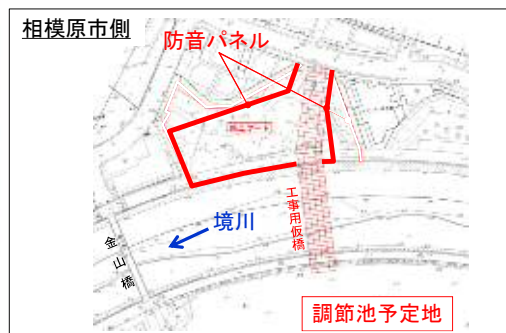 相模原市側
防音パネル
工事用仮橋
境川
金山橋
調節池予定地